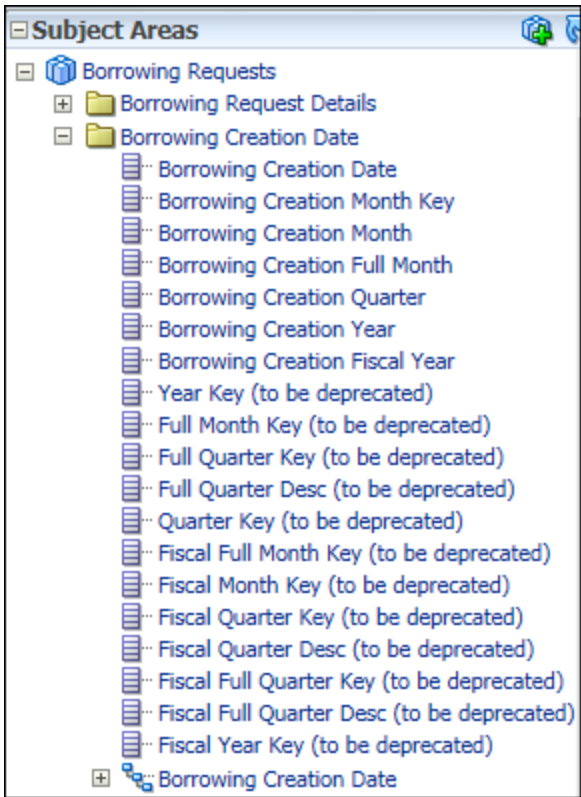 Subject Areas
Borrowing Requests
Borrowing Request Details
Borrowing Creation Date
Borrowing Creation Date
Borrowing Creation Month Key
Borrowing Creation Month
Borrowing Creation Full Month
Borrowing Creation Quarter
Borrowing Creation Year
Borrowing Creation Fiscal Year
Year Key (to be deprecated)
Full Month Key (to be deprecated)
Full Quarter Key (to be deprecated)
Full Quarter Desc (to be deprecated)
Quarter Key (to be deprecated)
Fiscal Full Month Key (to be deprecated)
Fiscal Month Key (to be deprecated)
Fiscal Quarter Key (to be deprecated)
Fiscal Quarter Desc (to be deprecated)
Fiscal Full Quarter Key (to be deprecated)
Fiscal Full Quarter Desc (to be deprecated)
Fiscal Year Key (to be deprecated)
Borrowing Creation Date